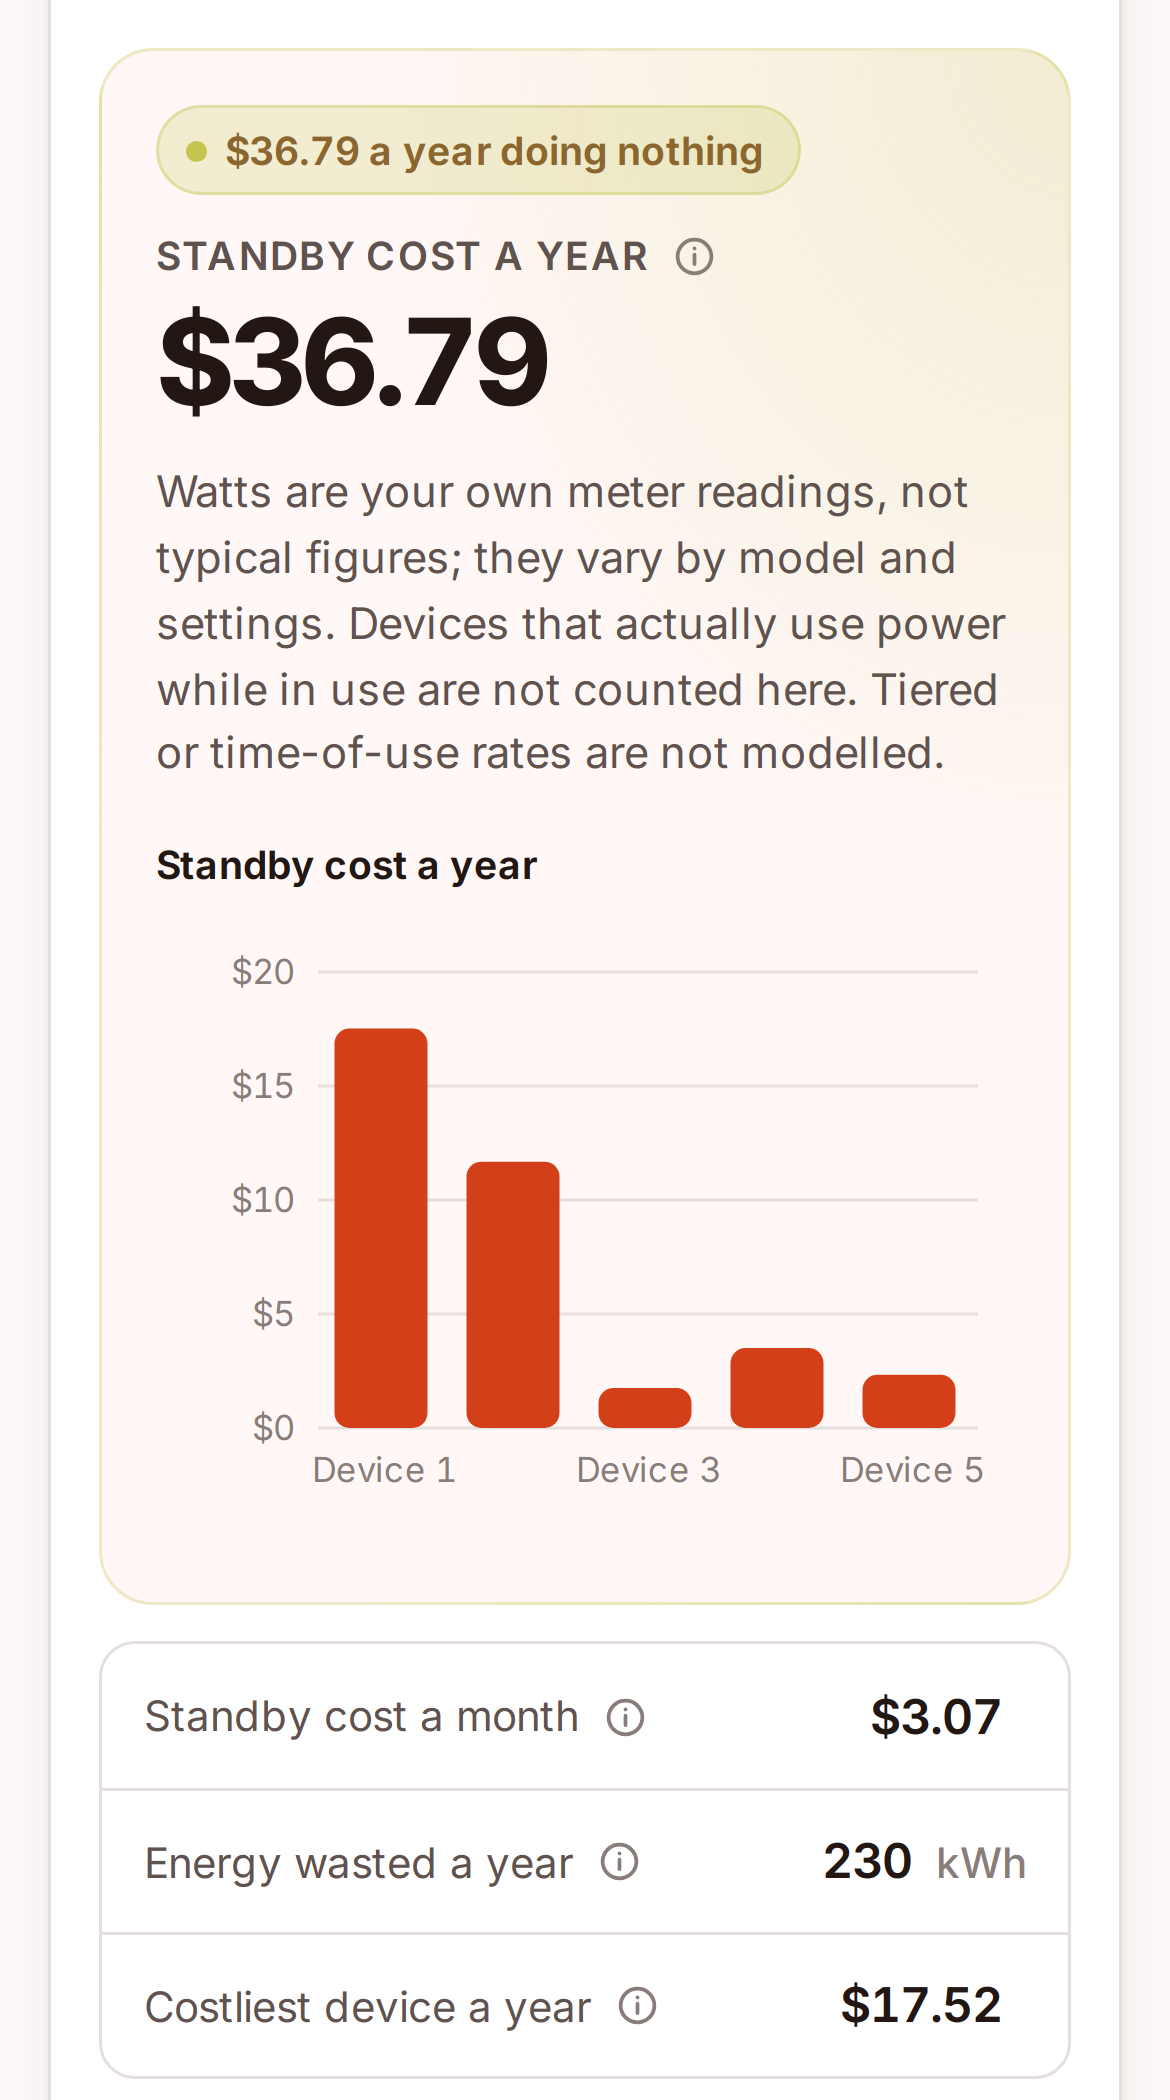 $36.79 a year doing nothing
STANDBY COST A YEAR
$36.79
Watts are your own meter readings, not
typical figures; they vary by model and
settings. Devices that actually use power
while in use are not counted here. Tiered
or time-of-use rates are not modelled.
Standby cost a year
$20
$15
$10
$5
$0
Device 1 Device 3 Device 5
Standby cost a month $3.07
Energy wasted a year 230 kWh
Costliest device a year $17.52